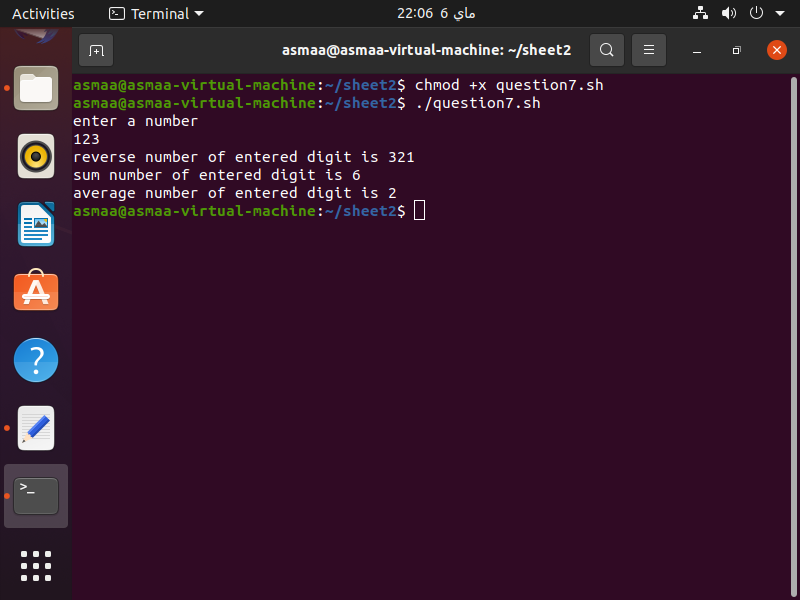 Activities Terminal 22:06 6 ماي
asmaa@asmaa-virtual-machine: ~/sheet2
asmaa@asmaa-virtual-machine:~/sheet2$ chmod +x question7.sh
asmaa@asmaa-virtual-machine:~/sheet2$ ./question7.sh
enter a number
123
reverse number of entered digit is 321
sum number of entered digit is 6
average number of entered digit is 2
asmaa@asmaa-virtual-machine:~/sheet2$